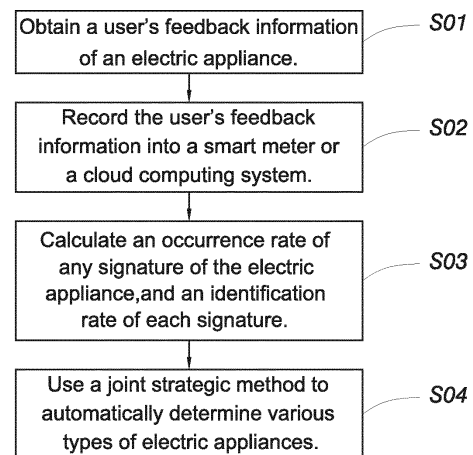 Obtain a user's feedback information
of an electric appliance.
S01
Record the user's feedback
information into a smart meter or
a cloud computing system.
S02
Calculate an occurrence rate of
any signature of the electric
appliance,and an identification
rate of each signature.
S03
Use a joint strategic method to
automatically determine various
types of electric appliances.
S04